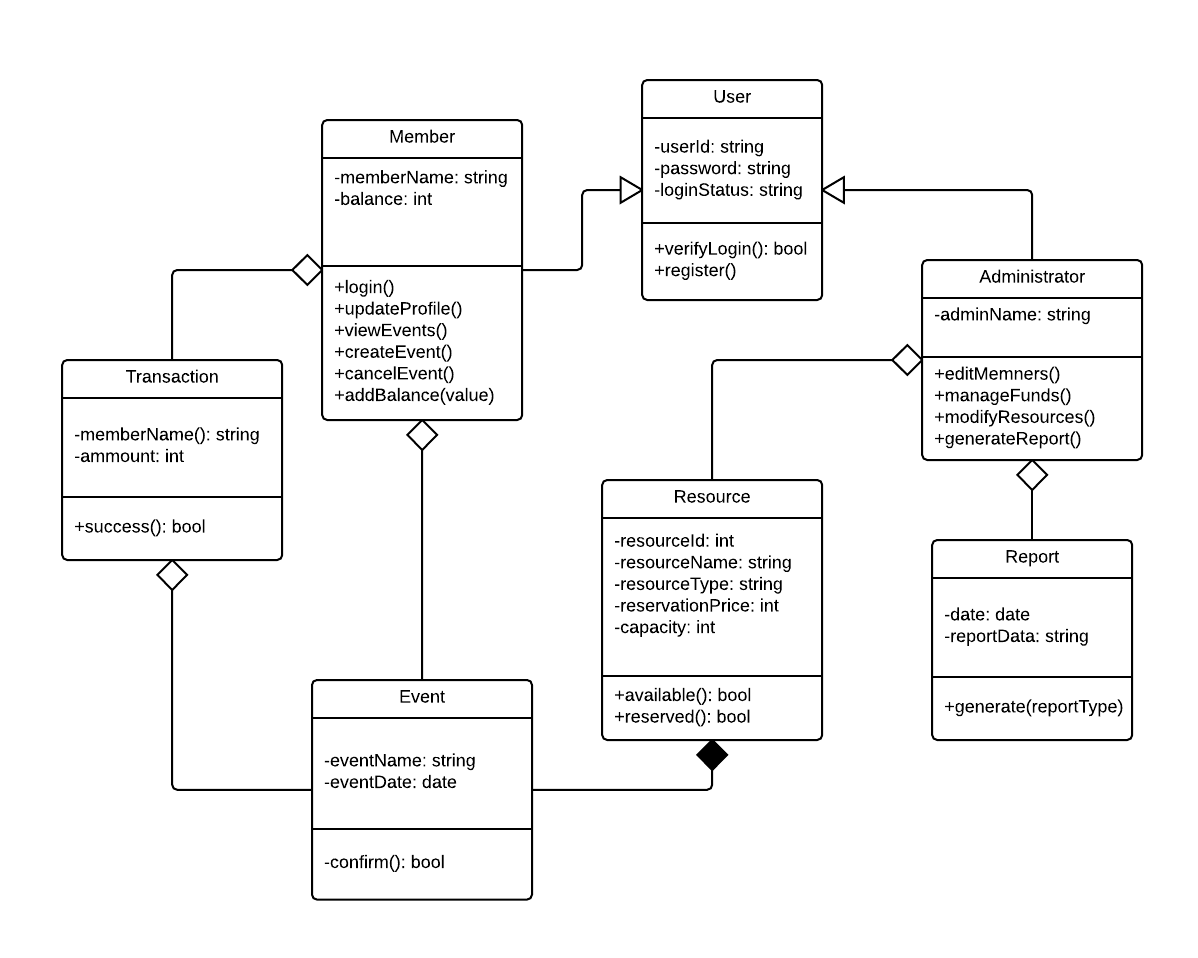 User
-userId: string
-password: string
-loginStatus: string
+verifyLogin(): bool
+register()
Member
-memberName: string
-balance: int
+login()
+updateProfile()
+viewEvents()
+createEvent()
+cancelEvent()
+addBalance(value)
Administrator
-adminName: string
+editMemners()
+manageFunds()
+modifyResources()
+generateReport()
Transaction
-memberName(): string
-ammount: int
+success(): bool
Resource
-resourceId: int
-resourceName: string
-resourceType: string
-reservationPrice: int
-capacity: int
+available(): bool
+reserved(): bool
Report
-date: date
-reportData: string
+generate(reportType)
Event
-eventName: string
-eventDate: date
-confirm(): bool